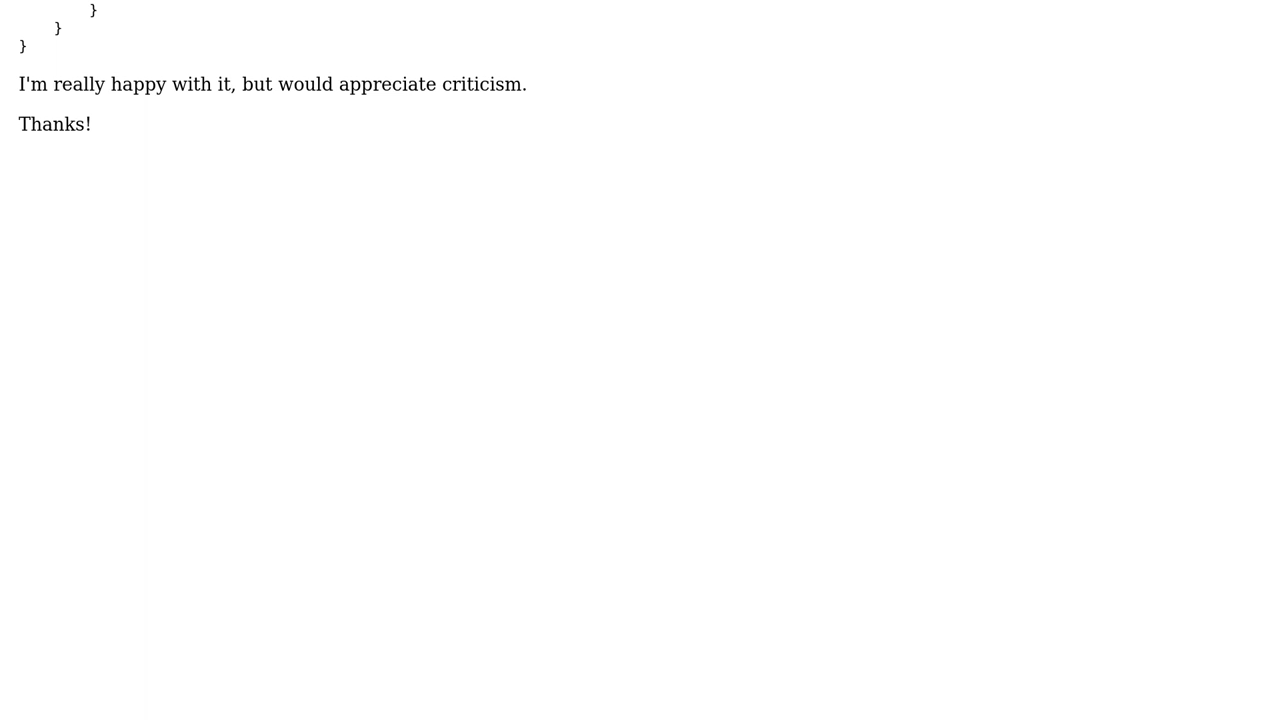 }
    }
}
I'm really happy with it, but would appreciate criticism.
Thanks!